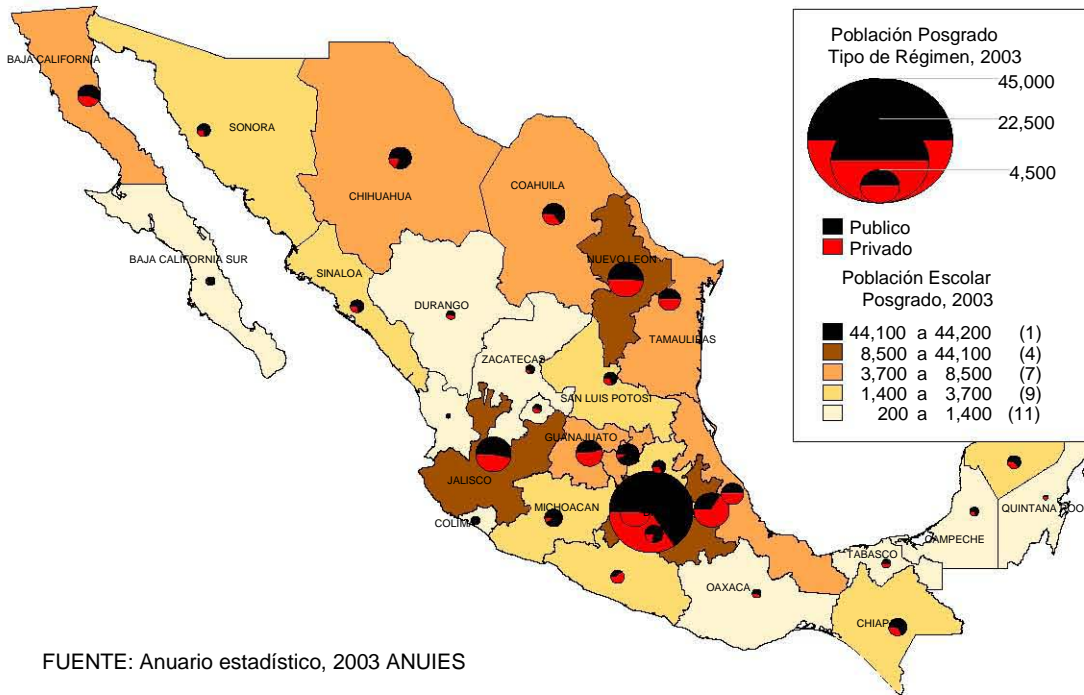 Población Posgrado
Tipo de Régimen, 2003
45,000
22,500
4,500
Publico
Privado
Población Escolar
Posgrado, 2003
44,100 a 44,200 (1)
8,500 a 44,100 (4)
3,700 a 8,500 (7)
1,400 a 3,700 (9)
200 a 1,400 (11)
BAJA CALIFORNIA
SONORA
CHIHUAHUA
COAHUILA
BAJA CALIFORNIA SUR
SINALOA
NUEVO LEON
DURANGO
TAMAULIPAS
ZACATECAS
SAN LUIS POTOSI
GUANAJUATO
JALISCO
MICHOACAN
COLIMA
QUINTANA ROO
CAMPECHE
TABASCO
OAXACA
CHIAP
FUENTE: Anuario estadístico, 2003 ANUIES